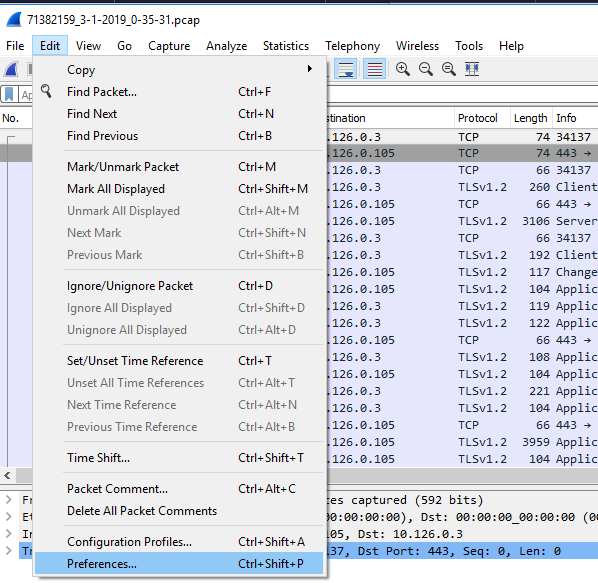 71382159_3-1-2019_0-35-31.pcap
File Edit View Go Capture Analyze Statistics Telephony Wireless Tools Help
Copy
Find Packet... Ctrl+F
Find Next Ctrl+N
Find Previous Ctrl+B
Mark/Unmark Packet Ctrl+M
Mark All Displayed Ctrl+Shift+M
Unmark All Displayed Ctrl+Alt+M
Next Mark Ctrl+Shift+N
Previous Mark Ctrl+Shift+B
Ignore/Unignore Packet Ctrl+D
Ignore All Displayed Ctrl+Shift+D
Unignore All Displayed Ctrl+Alt+D
Set/Unset Time Reference Ctrl+T
Unset All Time References Ctrl+Alt+T
Next Time Reference Ctrl+Alt+N
Previous Time Reference Ctrl+Alt+B
Time Shift... Ctrl+Shift+T
Packet Comment... Ctrl+Alt+C
Delete All Packet Comments
Configuration Profiles... Ctrl+Shift+A
Preferences... Ctrl+Shift+P
No. stination Protocol Length Info
.126.0.3 TCP 74 34137
.126.0.105 TCP 74 443 →
.126.0.3 TCP 66 34137
.126.0.3 TLSv1.2 260 Client
.126.0.105 TCP 66 443 →
.126.0.105 TLSv1.2 3106 Server
.126.0.3 TCP 66 34137
.126.0.3 TLSv1.2 192 Client
.126.0.105 TLSv1.2 117 Change
.126.0.105 TLSv1.2 104 Applic
.126.0.3 TLSv1.2 119 Applic
.126.0.3 TLSv1.2 122 Applic
.126.0.105 TCP 66 443 →
.126.0.105 TLSv1.2 108 Applic
.126.0.3 TLSv1.2 104 Applic
.126.0.3 TLSv1.2 221 Applic
.126.0.3 TLSv1.2 104 Applic
.126.0.105 TCP 66 443 →
.126.0.105 TLSv1.2 3959 Applic
.126.0.105 TLSv1.2 104 Applic
Fr es captured (592 bits)
Et 00:00:00:00), Dst: 00:00:00_00:00:00 (00
In 105, Dst: 10.126.0.3
Tr 137, Dst Port: 443, Seq: 0, Len: 0